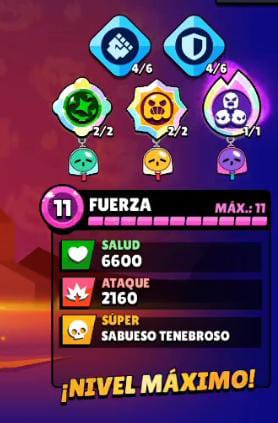 4/6
4/6
2/2
2/2
1/1
11
FUERZA
MÁX.: 11
SALUD
6600
ATAQUE
2160
SÚPER
SABUESO TENEBROSO
¡NIVEL MÁXIMO!